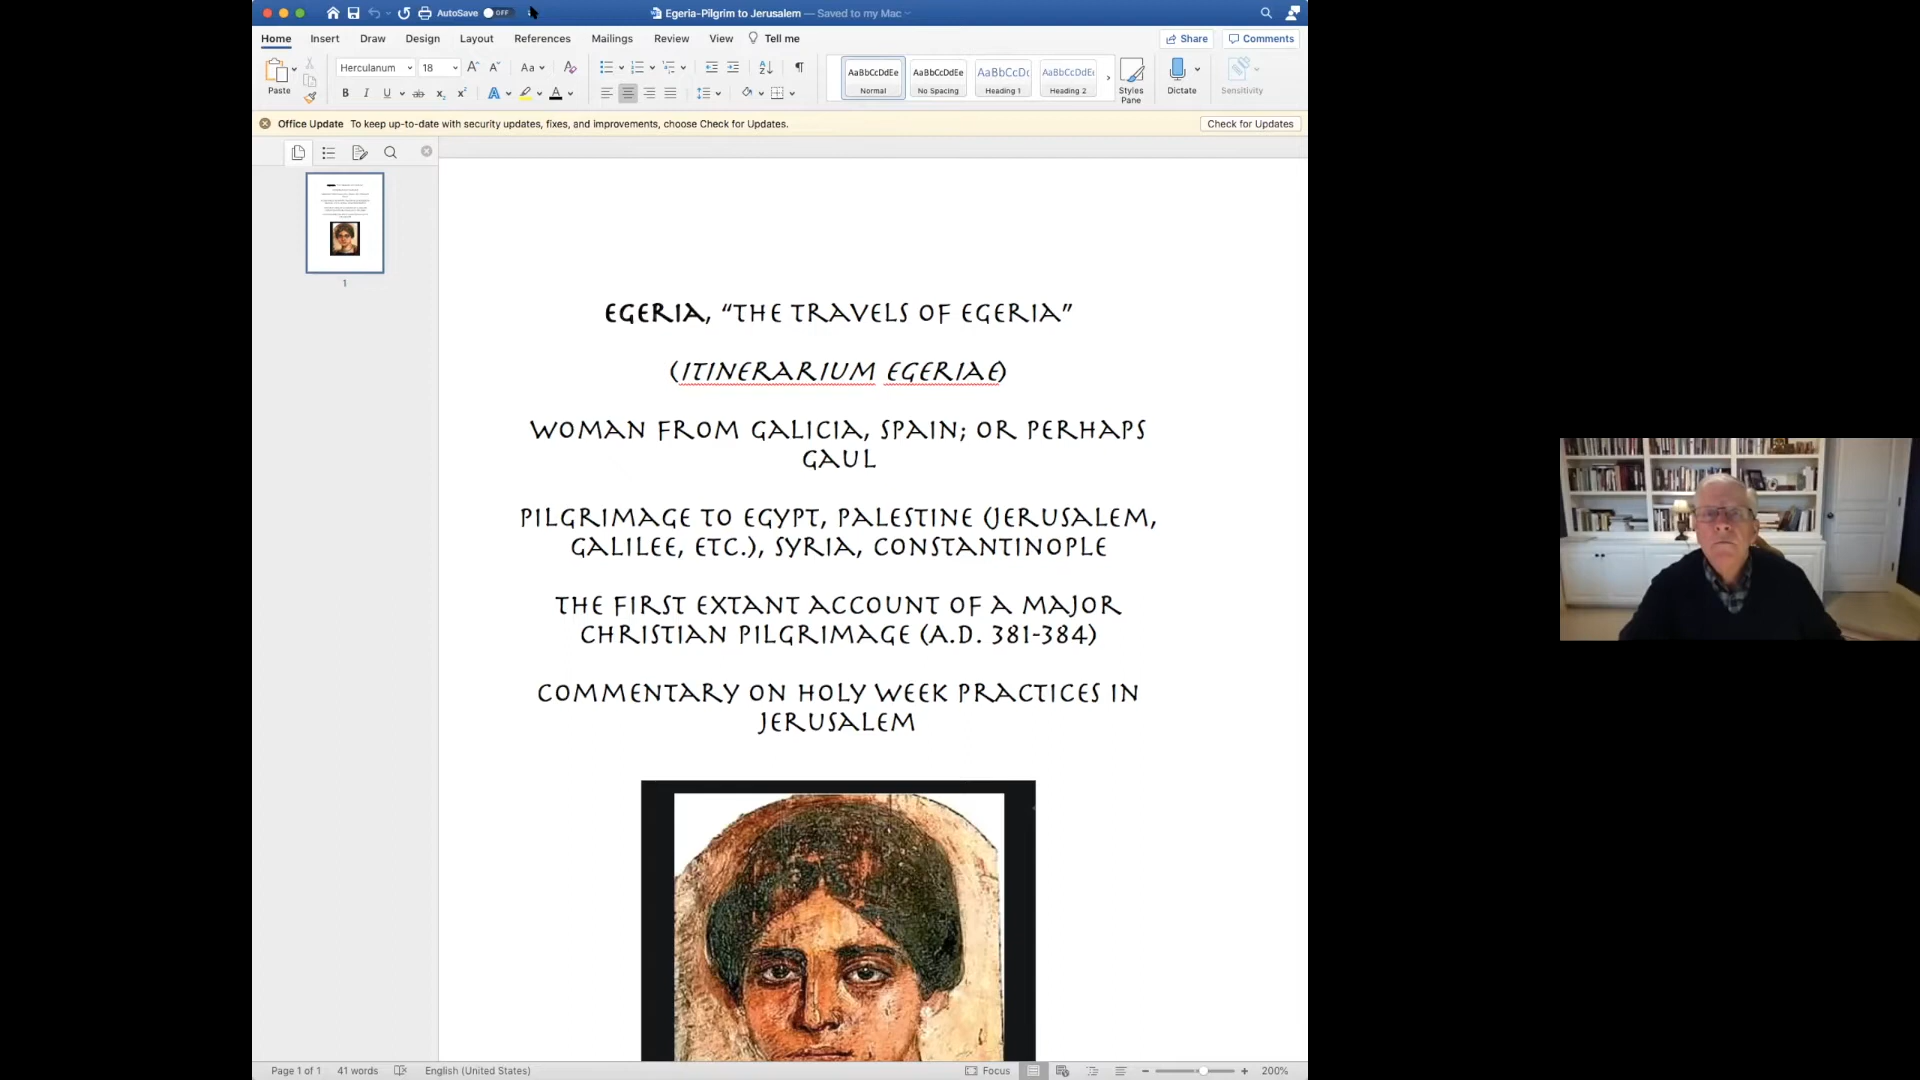 AutoSave OFF
Egeria-Pilgrim to Jerusalem — Saved to my Mac
Home Insert Draw Design Layout References Mailings Review View Tell me
Share Comments
Paste
Herculanum 18
Aa
B I U ab X₂ X² A A
AaBbCcDdEe AaBbCcDdEe AaBbCcDc AaBbCcDdEe
Normal No Spacing Heading 1 Heading 2
Styles Pane
Dictate
Sensitivity
Office Update To keep up-to-date with security updates, fixes, and improvements, choose Check for Updates.
Check for Updates
1
EGERIA, “THE TRAVELS OF EGERIA”
(ITINERARIUM EGERIAE)
WOMAN FROM GALICIA, SPAIN; OR PERHAPS
GAUL
PILGRIMAGE TO EGYPT, PALESTINE (JERUSALEM,
GALILEE, ETC.), SYRIA, CONSTANTINOPLE
THE FIRST EXTANT ACCOUNT OF A MAJOR
CHRISTIAN PILGRIMAGE (A.D. 381-384)
COMMENTARY ON HOLY WEEK PRACTICES IN
JERUSALEM
Page 1 of 1 41 words English (United States)
Focus
200%